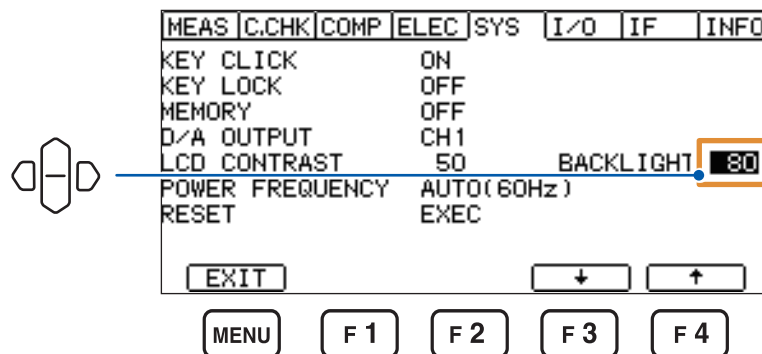 MEAS C.CHK COMP ELEC SYS I/O IF INFO
KEY CLICK ON
KEY LOCK OFF
MEMORY OFF
D/A OUTPUT CH1
LCD CONTRAST 50 BACKLIGHT 80
POWER FREQUENCY AUTO(60Hz)
RESET EXEC
EXIT ↓ ↑
MENU F1 F2 F3 F4